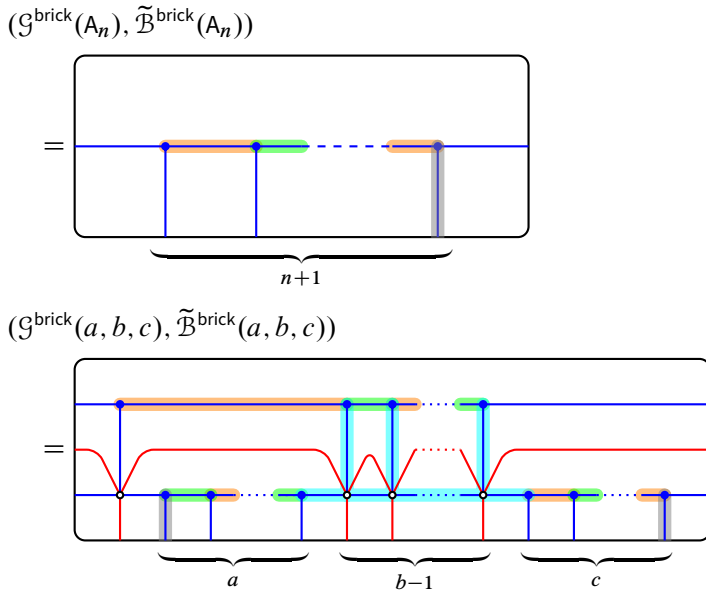 (𝒢^brick(A_n), ℬ̃^brick(A_n))
=
n+1
(𝒢^brick(a, b, c), ℬ̃^brick(a, b, c))
=
a b−1 c